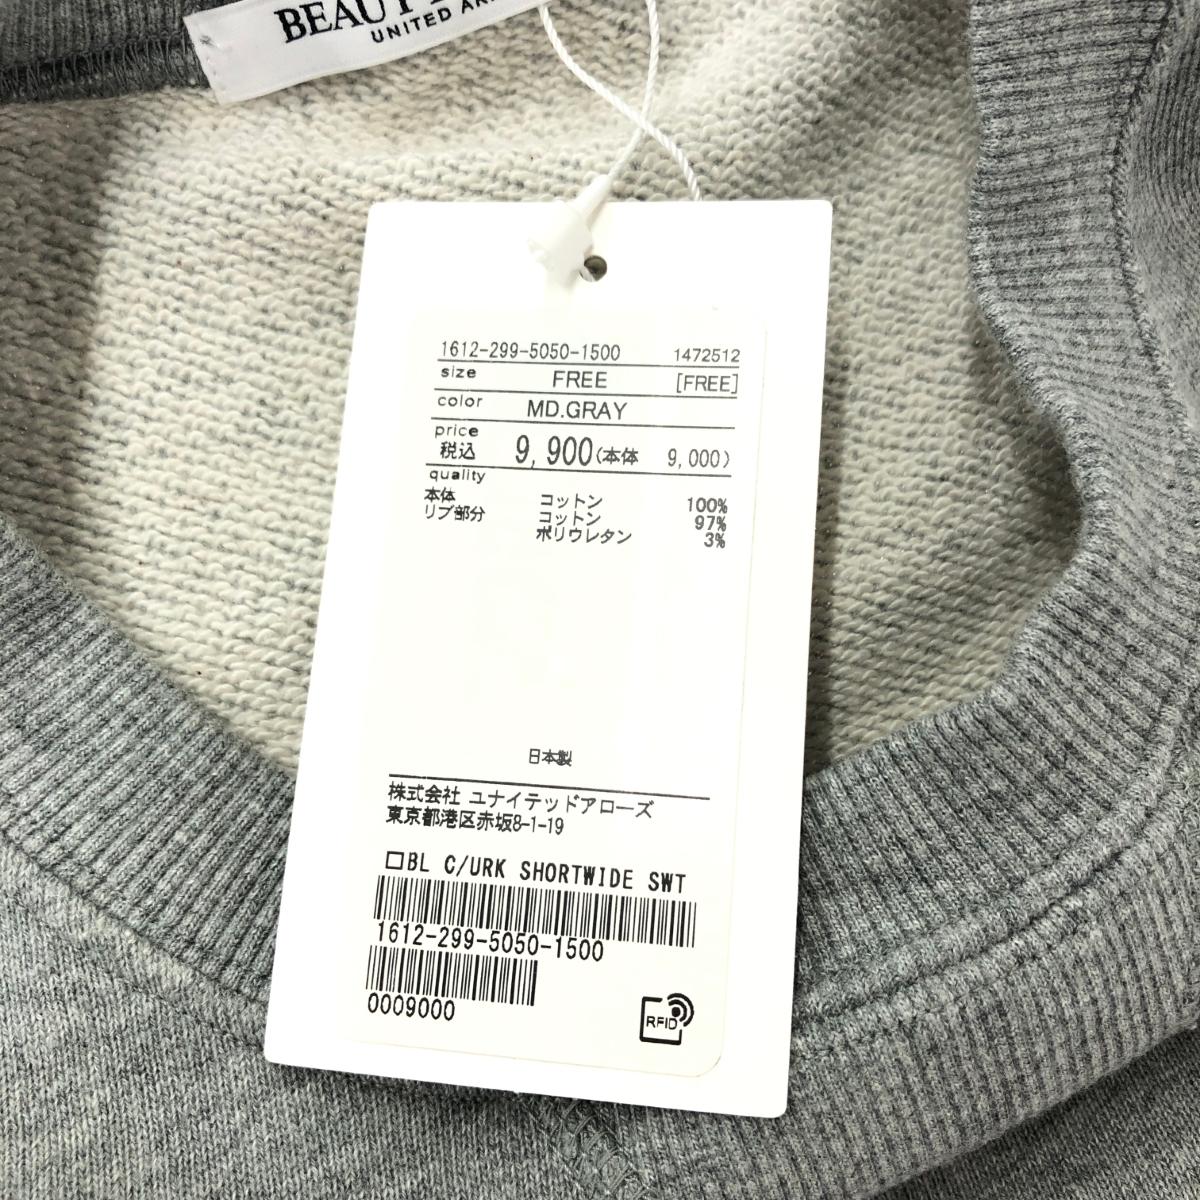 BEAUT
UNITED AR
1612-299-5050-1500 1472512
size FREE [FREE]
color MD.GRAY
price
税込 9,900(本体 9,000)
quality
本体 コットン 100%
リブ部分 コットン 97%
ポリウレタン 3%
日本製
株式会社 ユナイテッドアローズ
東京都港区赤坂8-1-19
□BL C/URK SHORTWIDE SWT
1612-299-5050-1500
0009000
RFID